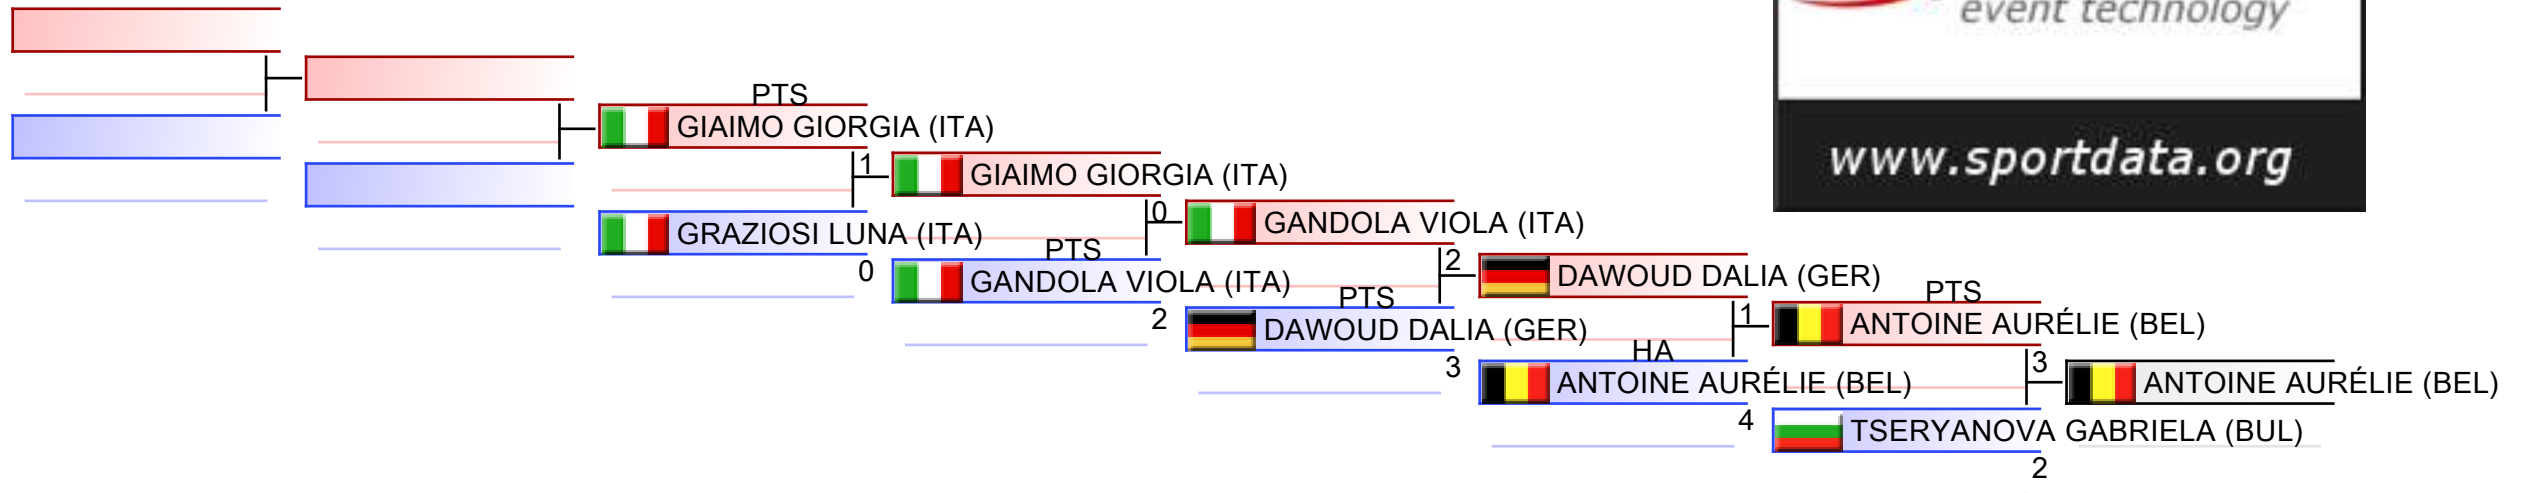 event technology
www.sportdata.org
PTS
GIAIMO GIORGIA (ITA)
1
GRAZIOSI LUNA (ITA)
0
GIAIMO GIORGIA (ITA)
0
PTS
GANDOLA VIOLA (ITA)
2
GANDOLA VIOLA (ITA)
2
PTS
DAWOUD DALIA (GER)
3
DAWOUD DALIA (GER)
1
HA
ANTOINE AURÉLIE (BEL)
4
PTS
ANTOINE AURÉLIE (BEL)
3
TSERYANOVA GABRIELA (BUL)
2
ANTOINE AURÉLIE (BEL)